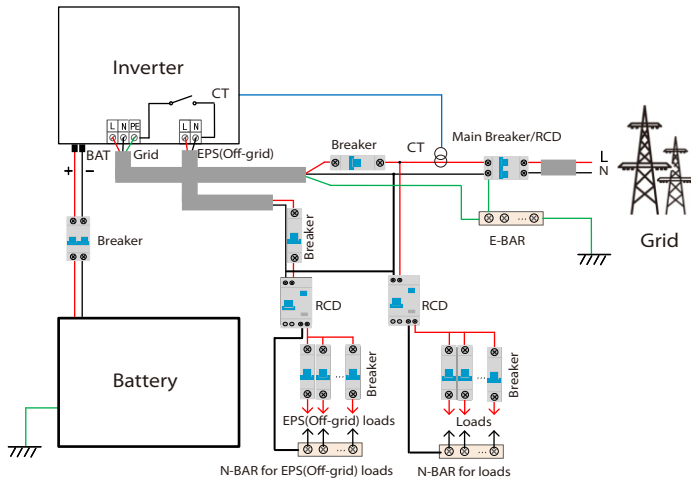 Inverter
CT
L N PE
L N
BAT
Grid
EPS(Off-grid)
+ −
Breaker
CT
Main Breaker/RCD
L
N
Breaker
Breaker
E-BAR
Grid
RCD
RCD
Battery
...
Breaker
...
Breaker
EPS(Off-grid) loads
Loads
...
...
N-BAR for EPS(Off-grid) loads
N-BAR for loads